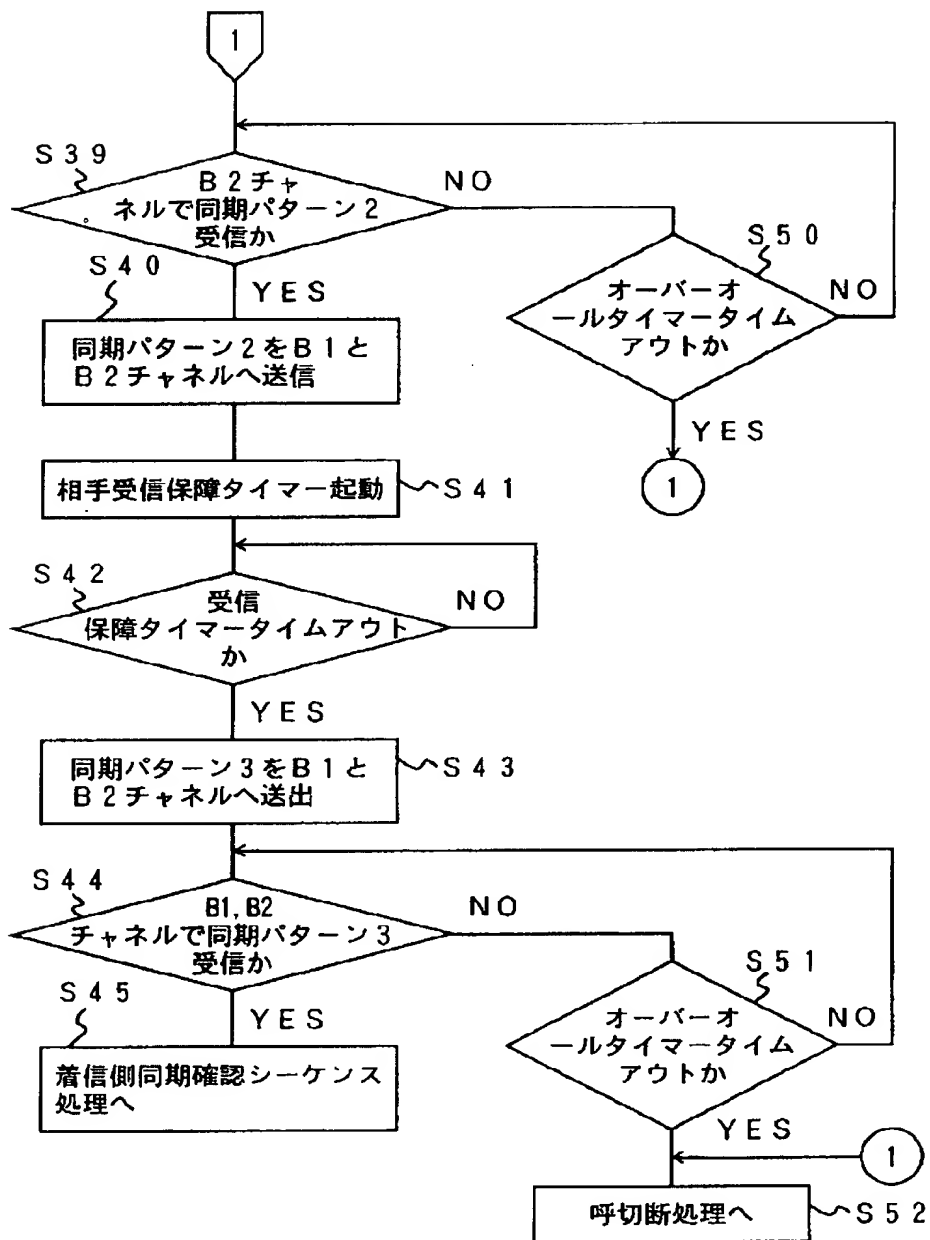 1
S39
B2チャ
ネルで同期パターン2
受信か
NO
YES
S50
オーバーオ
ールタイマータイム
アウトか
NO
YES
1
S40
同期パターン2をB1と
B2チャネルへ送信
相手受信保障タイマー起動
S41
S42
受信
保障タイマータイムアウト
か
NO
YES
同期パターン3をB1と
B2チャネルへ送出
S43
S44
B1,B2
チャネルで同期パターン3
受信か
NO
YES
S45
着信側同期確認シーケンス
処理へ
S51
オーバーオ
ールタイマータイム
アウトか
NO
YES
1
呼切断処理へ
S52